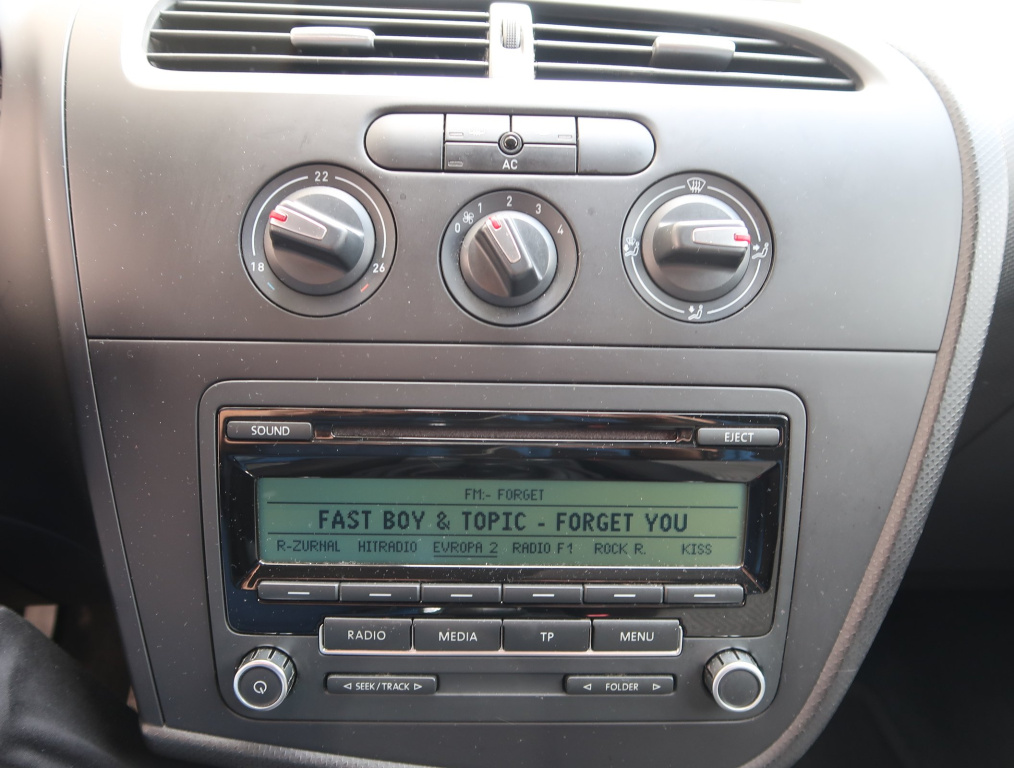 AC
22
18 26
0 1 2 3 4
SOUND
EJECT
FM:- FORGET
FAST BOY & TOPIC - FORGET YOU
R-ZURNAL HITRADIO EVROPA 2 RADIO F1 ROCK R. KISS
RADIO MEDIA TP MENU
SEEK/TRACK
FOLDER